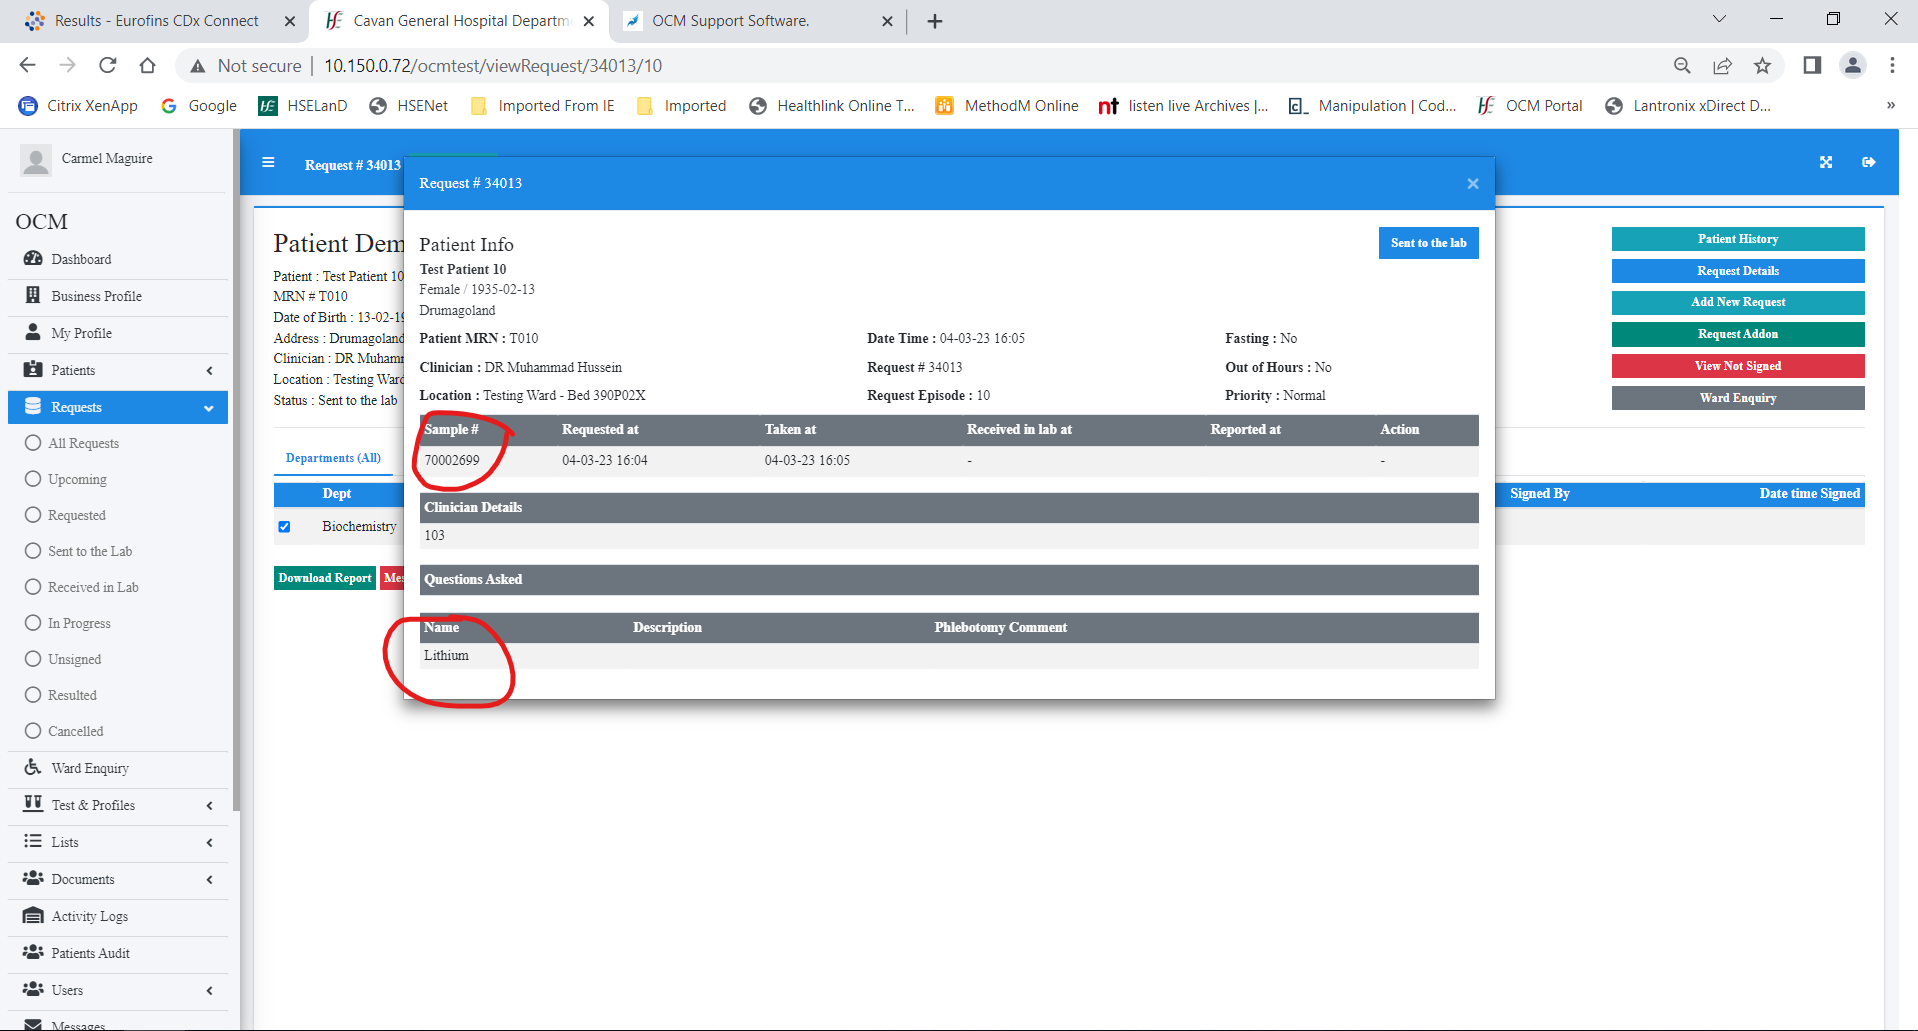 Results - Eurofins CDx Connect
Cavan General Hospital Departm
OCM Support Software.
Not secure
10.150.0.72/ocmtest/viewRequest/34013/10
Citrix XenApp
Google
HSELanD
HSENet
Imported From IE
Imported
Healthlink Online T...
MethodM Online
listen live Archives |...
Manipulation | Cod...
OCM Portal
Lantronix xDirect D...
»
Carmel Maguire
OCM
Dashboard
Business Profile
My Profile
Patients
Requests
All Requests
Upcoming
Requested
Sent to the Lab
Received in Lab
In Progress
Unsigned
Resulted
Cancelled
Ward Enquiry
Test & Profiles
Lists
Documents
Activity Logs
Patients Audit
Users
Messages
Request # 34013
Patient Dem
Patient : Test Patient 10
MRN # T010
Date of Birth : 13-02-19
Address : Drumagoland
Clinician : DR Muhamm
Location : Testing Ward
Status : Sent to the lab
Departments (All)
Dept
Biochemistry
Download Report
Mes
Request # 34013
Patient Info
Sent to the lab
Test Patient 10
Female / 1935-02-13
Drumagoland
Patient MRN : T010
Date Time : 04-03-23 16:05
Fasting : No
Clinician : DR Muhammad Hussein
Request # 34013
Out of Hours : No
Location : Testing Ward - Bed 390P02X
Request Episode : 10
Priority : Normal
Sample # Requested at Taken at Received in lab at Reported at Action
70002699 04-03-23 16:04 04-03-23 16:05 - -
Clinician Details
103
Questions Asked
Name Description Phlebotomy Comment
Lithium
Patient History
Request Details
Add New Request
Request Addon
View Not Signed
Ward Enquiry
Signed By
Date time Signed